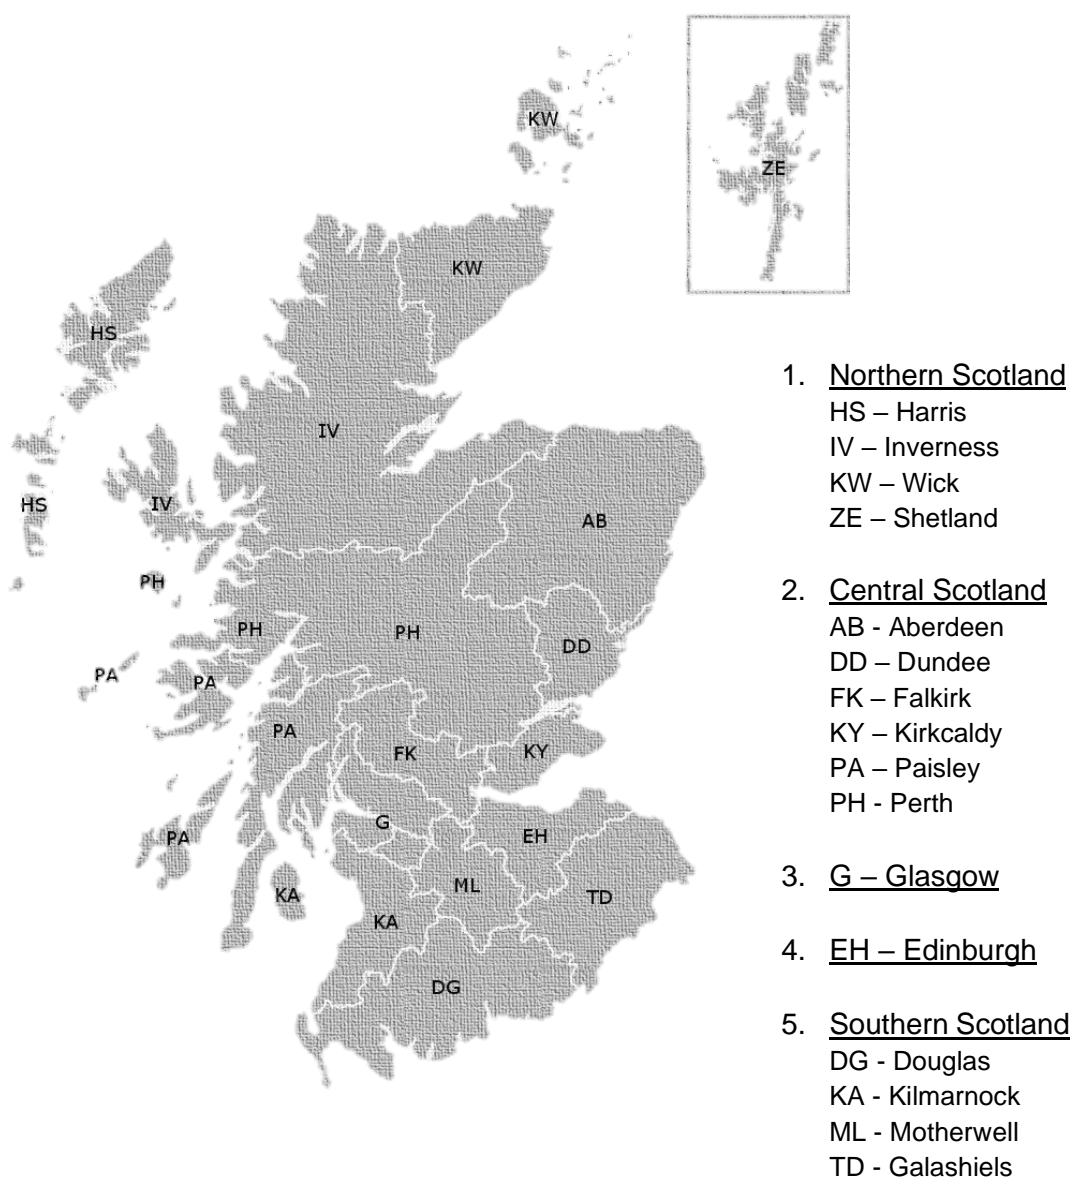 KW
ZE
KW
HS
IV
HS
IV
AB
PH
PH
PH
DD
PA
PA
PA
FK
KY
G
EH
PA
ML
KA
TD
KA
DG
1. Northern Scotland
HS – Harris
IV – Inverness
KW – Wick
ZE – Shetland
2. Central Scotland
AB - Aberdeen
DD – Dundee
FK – Falkirk
KY – Kirkcaldy
PA – Paisley
PH - Perth
3. G – Glasgow
4. EH – Edinburgh
5. Southern Scotland
DG - Douglas
KA - Kilmarnock
ML - Motherwell
TD - Galashiels